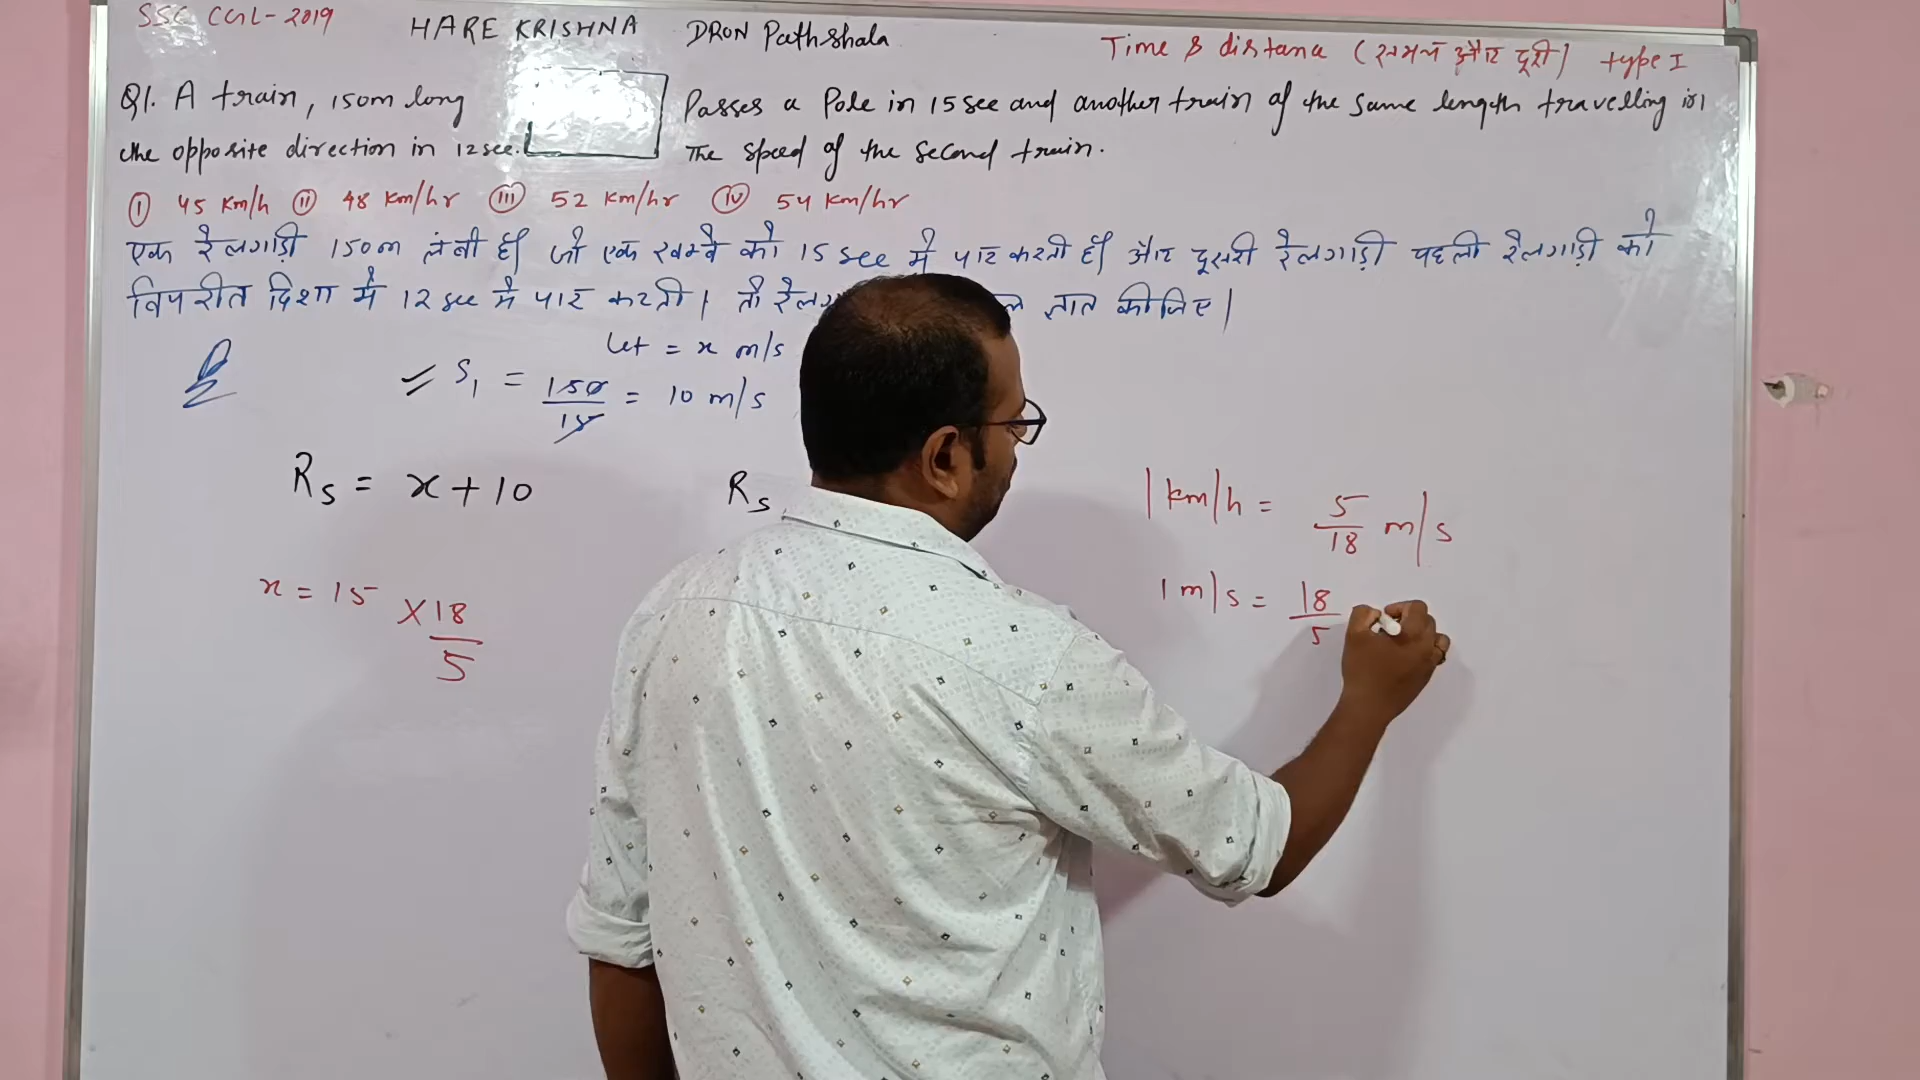 SSC CGL-2019 HARE KRISHNA DRON Pathshala Time & distance (समय और दूरी) type I
Q1. A train, 150m long Passes a Pole in 15 sec and another train of the same length travelling in
the opposite direction in 12 sec. The speed of the second train.
(I) 45 km/h (II) 48 km/hr (III) 52 km/hr (IV) 54 km/hr
एक रेलगाड़ी 150m लंबी हैं जो एक खम्बे को 15 sec में पार करती हैं और दूसरी रेलगाड़ी पहली रेलगाड़ी को
विपरीत दिशा में 12 sec में पार करती। तो ज्ञात कीजिए।
Let = x m/s
S1 = 150/15 = 10 m/s
Rs = x+10 Rs
1 km/h = 5/18 m/s
x = 15 × 18/5
1 m/s = 18/5